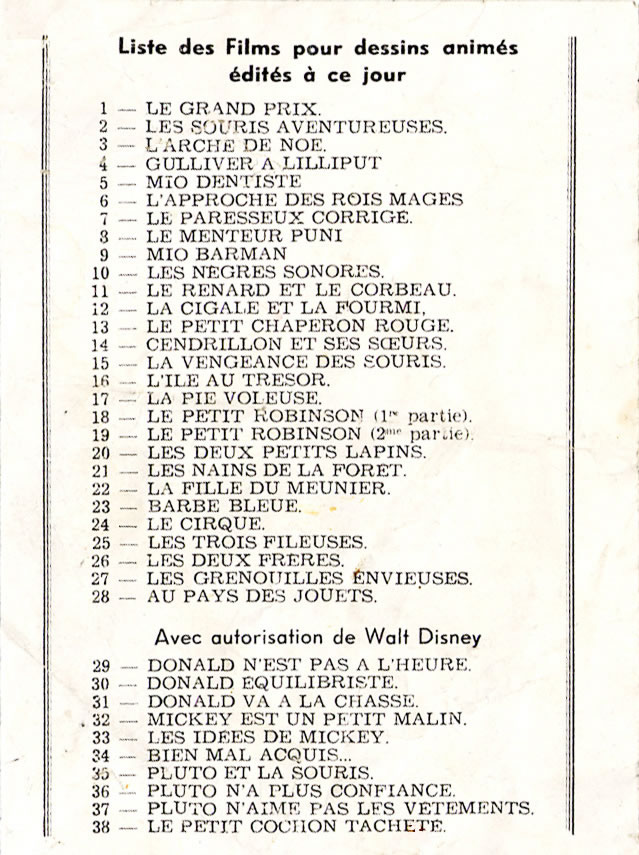 Liste des Films pour dessins animés
édités à ce jour
1 — LE GRAND PRIX.
2 — LES SOURIS AVENTUREUSES.
3 — L'ARCHE DE NOE.
4 — GULLIVER A LILLIPUT
5 — MIO DENTISTE
6 — L'APPROCHE DES ROIS MAGES
7 — LE PARESSEUX CORRIGE.
8 — LE MENTEUR PUNI
9 — MIO BARMAN
10 — LES NEGRES SONORES.
11 — LE RENARD ET LE CORBEAU.
12 — LA CIGALE ET LA FOURMI,
13 — LE PETIT CHAPERON ROUGE.
14 — CENDRILLON ET SES SŒURS.
15 — LA VENGEANCE DES SOURIS.
16 — L'ILE AU TRESOR.
17 — LA PIE VOLEUSE.
18 — LE PETIT ROBINSON (1re partie).
19 — LE PETIT ROBINSON (2me partie).
20 — LES DEUX PETITS LAPINS.
21 — LES NAINS DE LA FORET.
22 — LA FILLE DU MEUNIER.
23 — BARBE BLEUE.
24 — LE CIRQUE.
25 — LES TROIS FILEUSES.
26 — LES DEUX FRERES.
27 — LES GRENOUILLES ENVIEUSES.
28 — AU PAYS DES JOUETS.
Avec autorisation de Walt Disney
29 — DONALD N'EST PAS A L'HEURE.
30 — DONALD EQUILIBRISTE.
31 — DONALD VA A LA CHASSE.
32 — MICKEY EST UN PETIT MALIN.
33 — LES IDEES DE MICKEY.
34 — BIEN MAL ACQUIS...
35 — PLUTO ET LA SOURIS.
36 — PLUTO N'A PLUS CONFIANCE.
37 — PLUTO N'AIME PAS LES VETEMENTS.
38 — LE PETIT COCHON TACHETE.